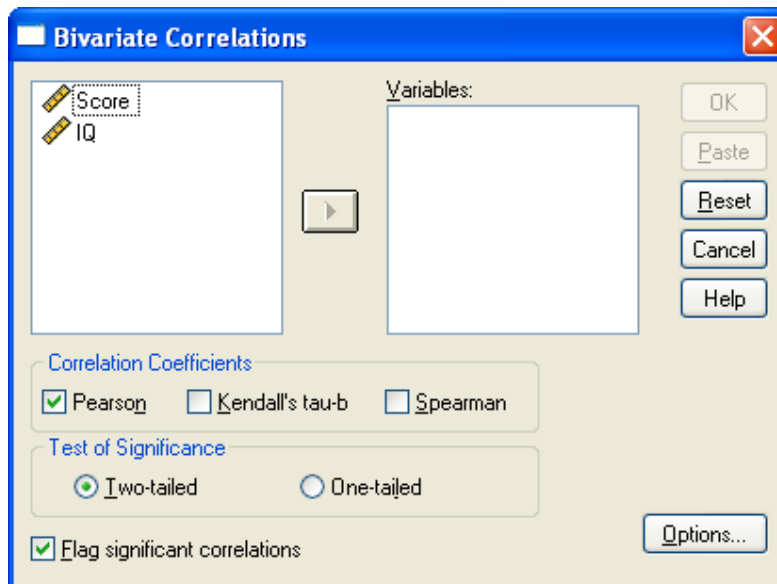 Bivariate Correlations
Score
IQ
Variables:
OK
Paste
Reset
Cancel
Help
Correlation Coefficients
Pearson Kendall's tau-b Spearman
Test of Significance
Two-tailed One-tailed
Flag significant correlations
Options...